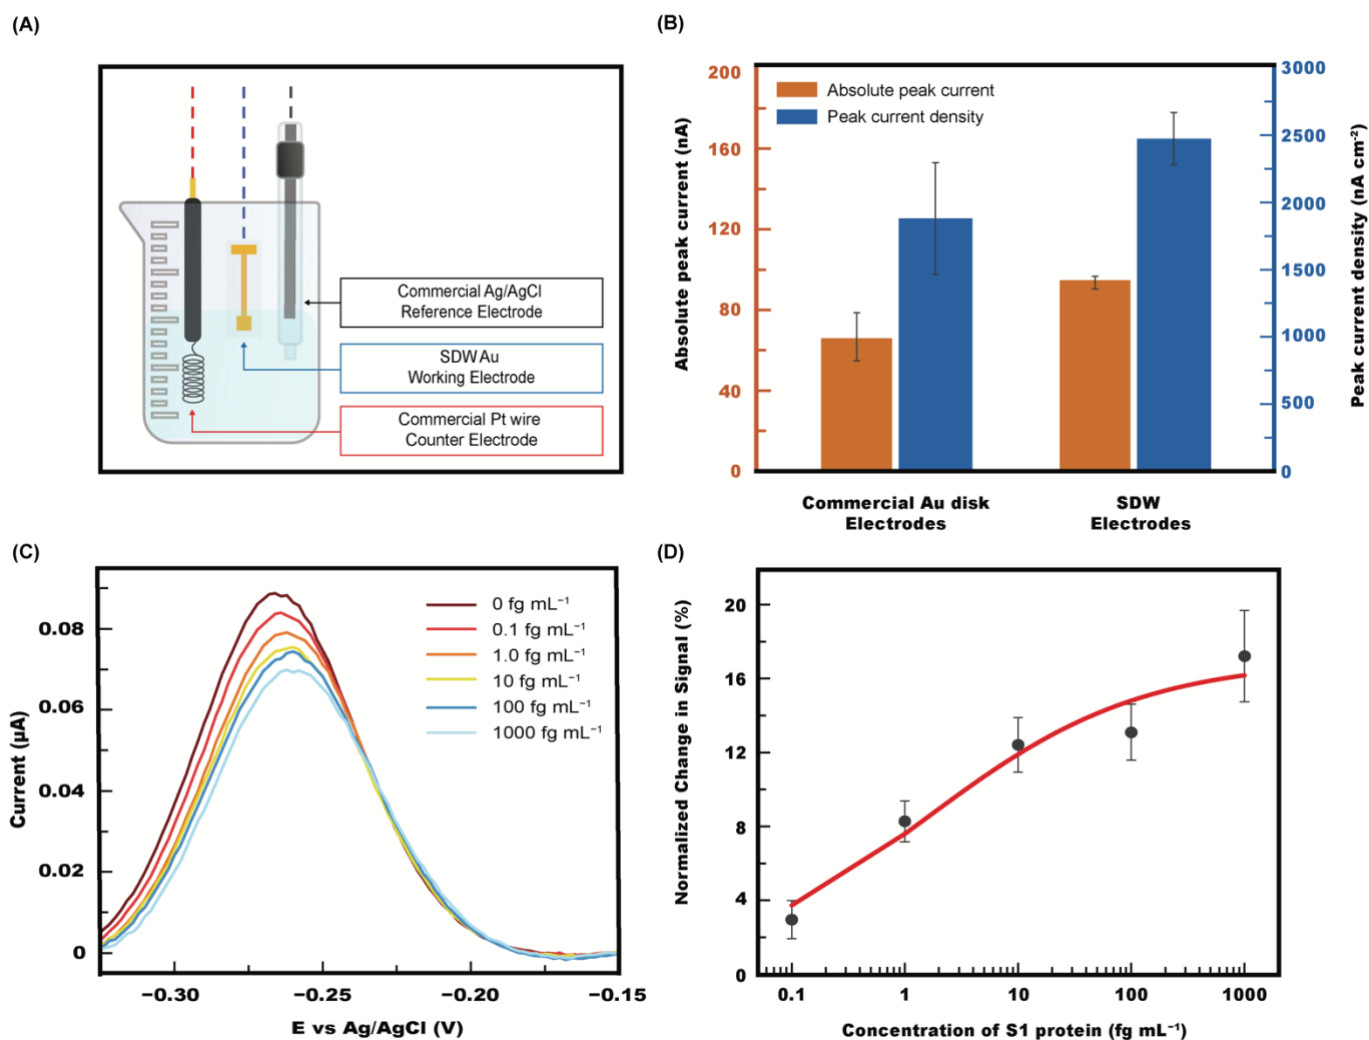 (A)
Commercial Ag/AgCl
Reference Electrode
SDW Au
Working Electrode
Commercial Pt wire
Counter Electrode
(B)
Absolute peak current (nA)
200
160
120
80
40
0
Absolute peak current
Peak current density
3000
2500
2000
1500
1000
500
0
Peak current density (nA cm⁻²)
Commercial Au disk
Electrodes
SDW
Electrodes
(C)
Current (µA)
0.08
0.06
0.04
0.02
0
0 fg mL⁻¹
0.1 fg mL⁻¹
1.0 fg mL⁻¹
10 fg mL⁻¹
100 fg mL⁻¹
1000 fg mL⁻¹
−0.30 −0.25 −0.20 −0.15
E vs Ag/AgCl (V)
(D)
Normalized Change in Signal (%)
20
16
12
8
4
0
0.1 1 10 100 1000
Concentration of S1 protein (fg mL⁻¹)